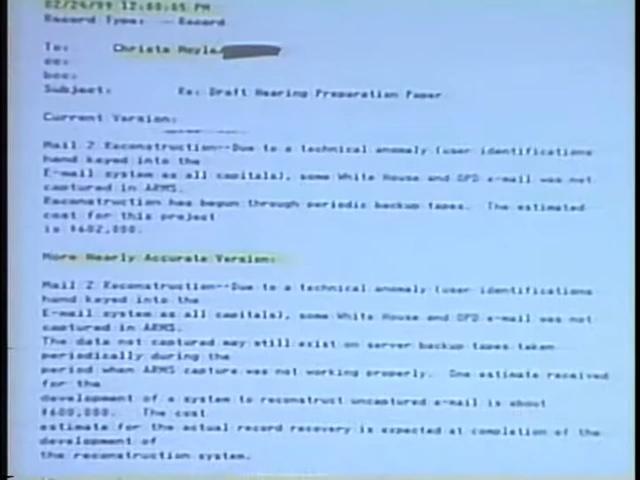 02/24/99 12:00:05 PM
Record Type: Record
To: Christa Moyle
cc:
bcc:
Subject: Re: Draft Hearing Preparation Paper
Current Version:
Mail 2 Reconstruction--Due to a technical anomaly (user identifications
hand keyed into the
E-mail system as all capitals), some White House and OPD e-mail was not
captured in ARMS.
Reconstruction has begun through periodic backup tapes. The estimated
cost for this project
is $602,000.
More Nearly Accurate Version:
Mail 2 Reconstruction--Due to a technical anomaly (user identifications
hand keyed into the
E-mail system as all capitals), some White House and OPD e-mail was not
captured in ARMS.
The data not captured may still exist on server backup tapes taken
periodically during the
period when ARMS capture was not working properly. One estimate received
for the
development of a system to reconstruct uncaptured e-mail is about
$600,000. The cost
estimate for the actual record recovery is expected at completion of the
development of
the reconstruction system.